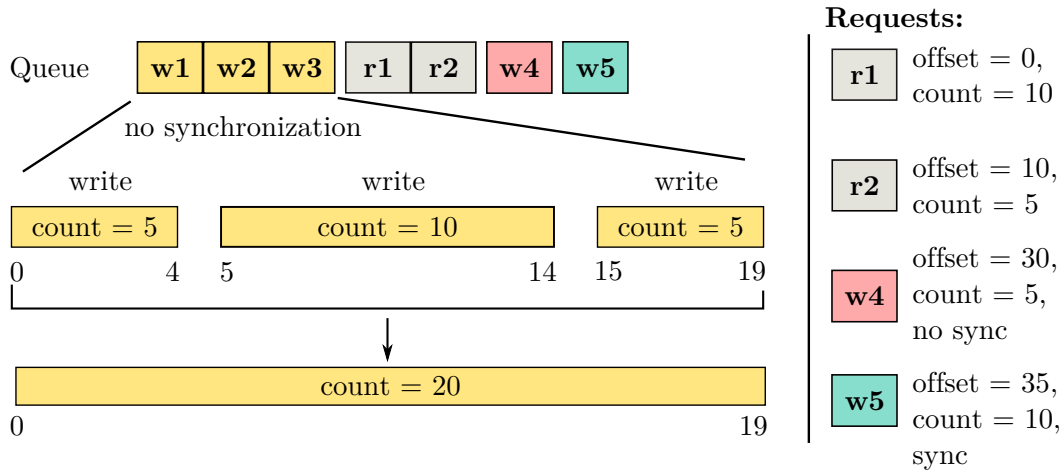 Queue w1 w2 w3 r1 r2 w4 w5
no synchronization
write write write
count = 5 count = 10 count = 5
0 4 5 14 15 19
count = 20
0 19
Requests:
r1 offset = 0,
count = 10
r2 offset = 10,
count = 5
w4 offset = 30,
count = 5,
no sync
w5 offset = 35,
count = 10,
sync